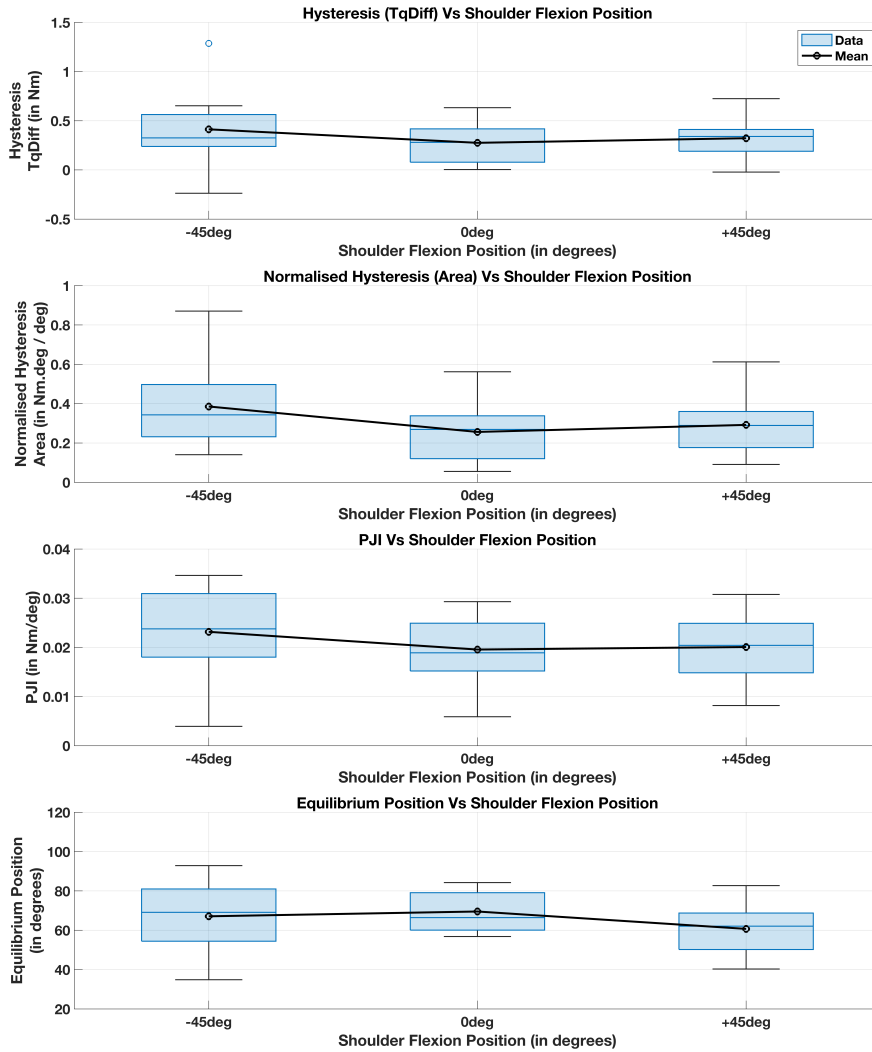 Hysteresis (TqDiff) Vs Shoulder Flexion Position
1.5
1
0.5
0
-0.5
Hysteresis
TqDiff (in Nm)
Data
Mean
-45deg
0deg
+45deg
Shoulder Flexion Position (in degrees)
Normalised Hysteresis (Area) Vs Shoulder Flexion Position
1
0.8
0.6
0.4
0.2
0
Normalised Hysteresis
Area (in Nm.deg / deg)
-45deg
0deg
+45deg
Shoulder Flexion Position (in degrees)
PJI Vs Shoulder Flexion Position
0.04
0.03
0.02
0.01
0
PJI (in Nm/deg)
-45deg
0deg
+45deg
Shoulder Flexion Position (in degrees)
Equilibrium Position Vs Shoulder Flexion Position
120
100
80
60
40
20
Equilibrium Position
(in degrees)
-45deg
0deg
+45deg
Shoulder Flexion Position (in degrees)